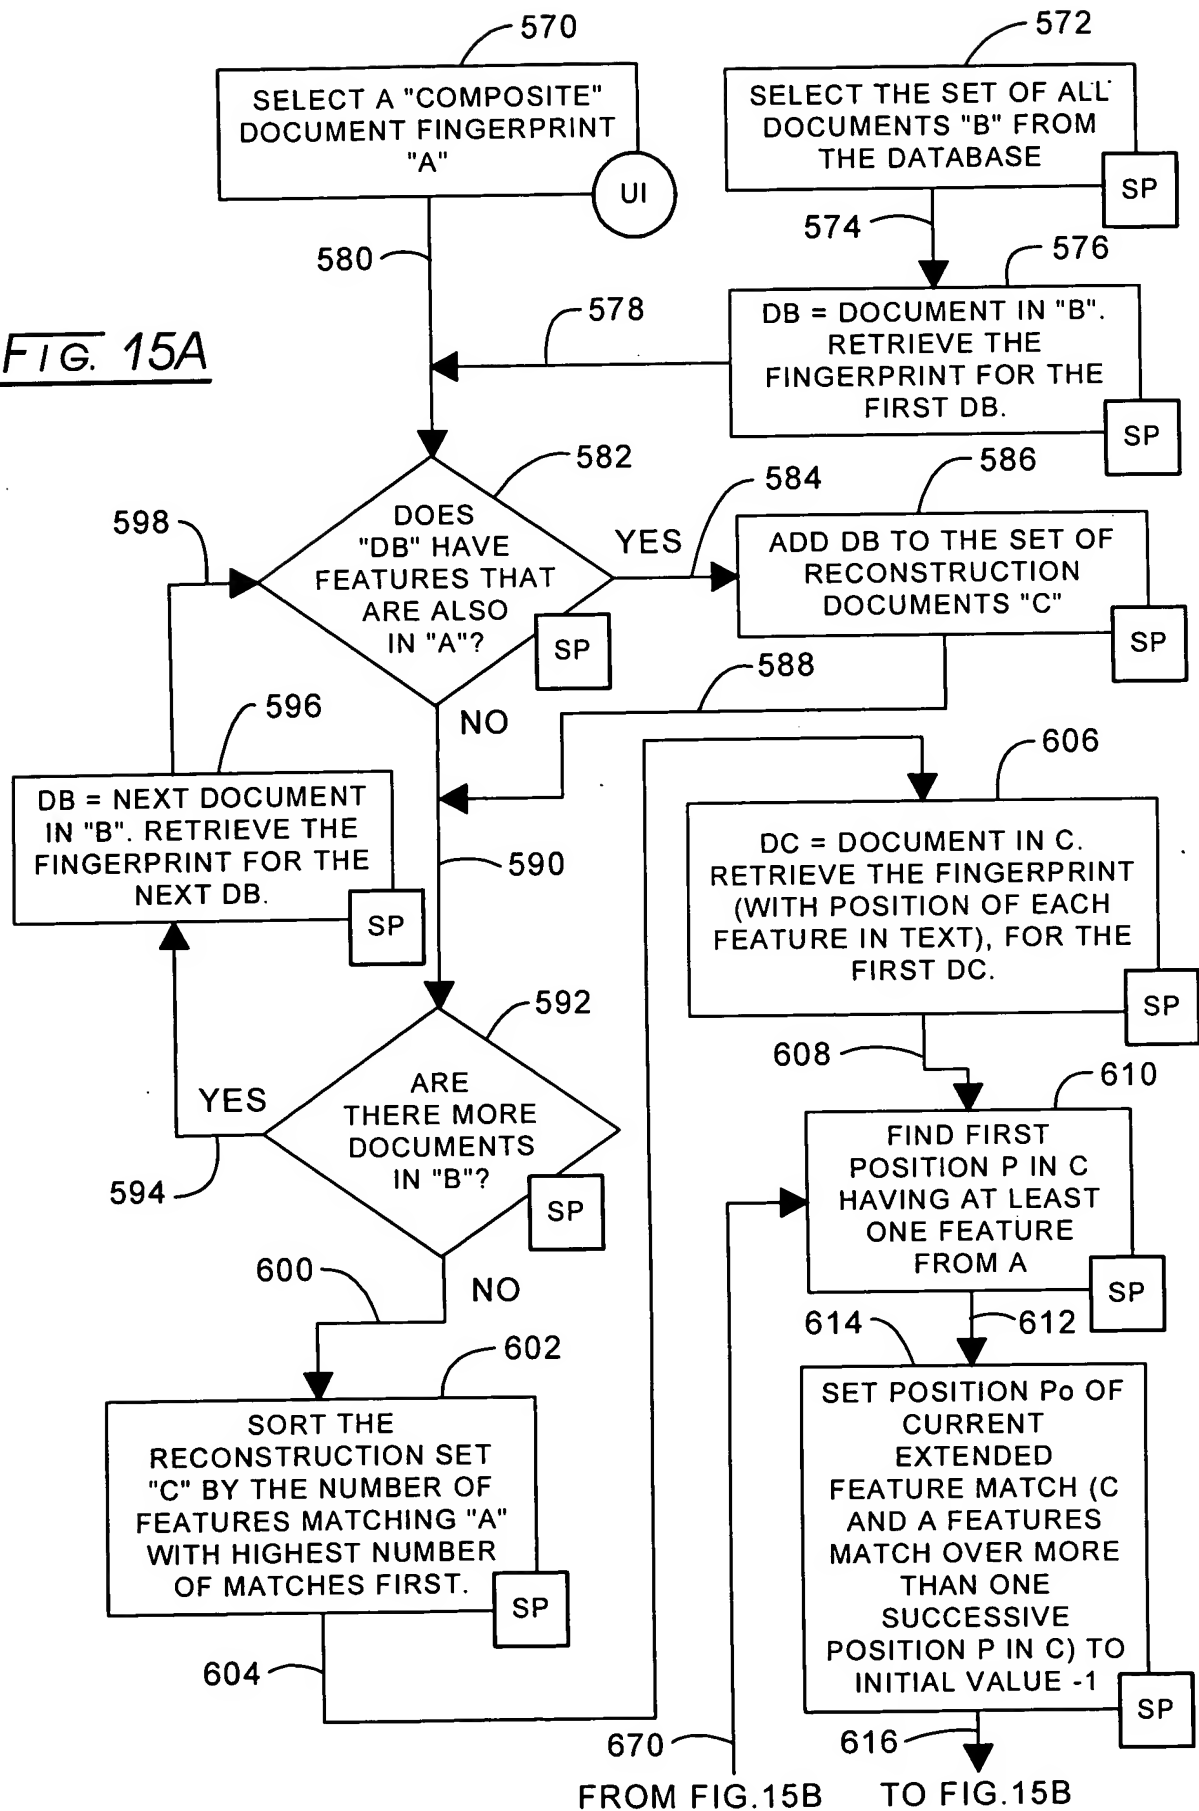 570
SELECT A "COMPOSITE"
DOCUMENT FINGERPRINT
"A"
UI
572
SELECT THE SET OF ALL
DOCUMENTS "B" FROM
THE DATABASE
SP
574
580
576
DB = DOCUMENT IN "B".
RETRIEVE THE
FINGERPRINT FOR THE
FIRST DB.
SP
578
FIG. 15A
582
DOES
"DB" HAVE
FEATURES THAT
ARE ALSO
IN "A"?
SP
598
YES
584
586
ADD DB TO THE SET OF
RECONSTRUCTION
DOCUMENTS "C"
SP
588
NO
596
DB = NEXT DOCUMENT
IN "B". RETRIEVE THE
FINGERPRINT FOR THE
NEXT DB.
SP
590
592
ARE
THERE MORE
DOCUMENTS
IN "B"?
SP
YES
594
600
NO
602
SORT THE
RECONSTRUCTION SET
"C" BY THE NUMBER OF
FEATURES MATCHING "A"
WITH HIGHEST NUMBER
OF MATCHES FIRST.
SP
604
606
DC = DOCUMENT IN C.
RETRIEVE THE FINGERPRINT
(WITH POSITION OF EACH
FEATURE IN TEXT), FOR THE
FIRST DC.
SP
608
610
FIND FIRST
POSITION P IN C
HAVING AT LEAST
ONE FEATURE
FROM A
SP
612
614
SET POSITION Po OF
CURRENT
EXTENDED
FEATURE MATCH (C
AND A FEATURES
MATCH OVER MORE
THAN ONE
SUCCESSIVE
POSITION P IN C) TO
INITIAL VALUE -1
SP
670
616
FROM FIG.15B
TO FIG.15B